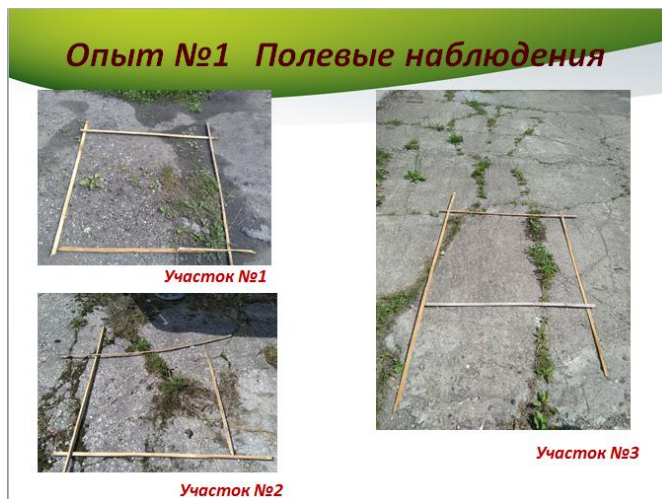 Опыт №1 Полевые наблюдения
Участок №1
Участок №2
Участок №3